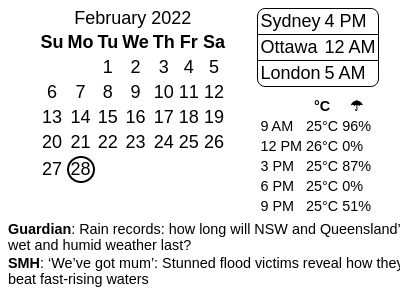 February 2022
Su Mo Tu We Th Fr Sa
1 2 3 4 5
6 7 8 9 10 11 12
13 14 15 16 17 18 19
20 21 22 23 24 25 26
27 28
Sydney 4 PM
Ottawa 12 AM
London 5 AM
°C ☂
9 AM 25°C 96%
12 PM 26°C 0%
3 PM 25°C 87%
6 PM 25°C 0%
9 PM 25°C 51%
Guardian: Rain records: how long will NSW and Queensland’
wet and humid weather last?
SMH: ‘We’ve got mum’: Stunned flood victims reveal how they
beat fast-rising waters